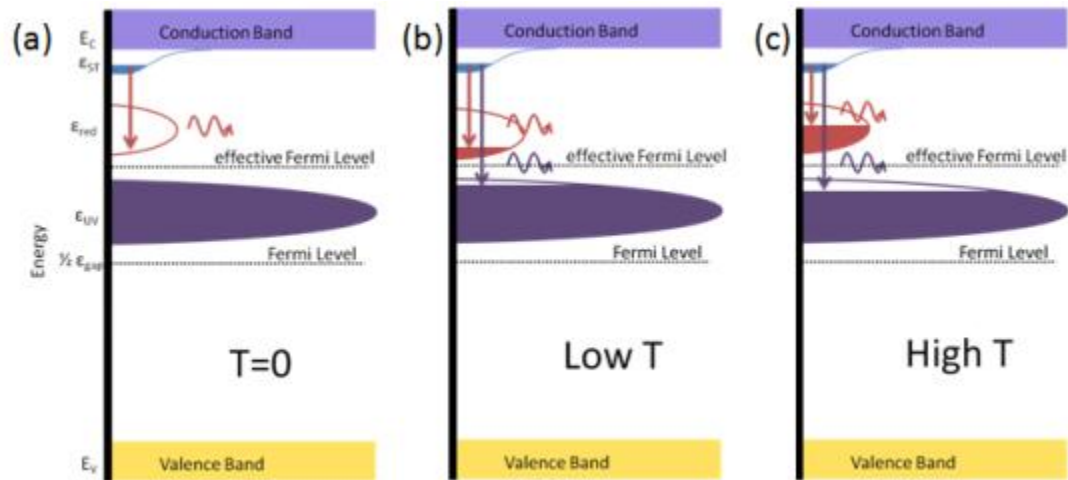 (a)
E_C
Conduction Band
ε_ST
ε_red
effective Fermi Level
ε_UV
Energy
Fermi Level
½ ε_gap
T=0
E_v
Valence Band
(b)
Conduction Band
effective Fermi Level
Fermi Level
Low T
Valence Band
(c)
Conduction Band
effective Fermi Level
Fermi Level
High T
Valence Band